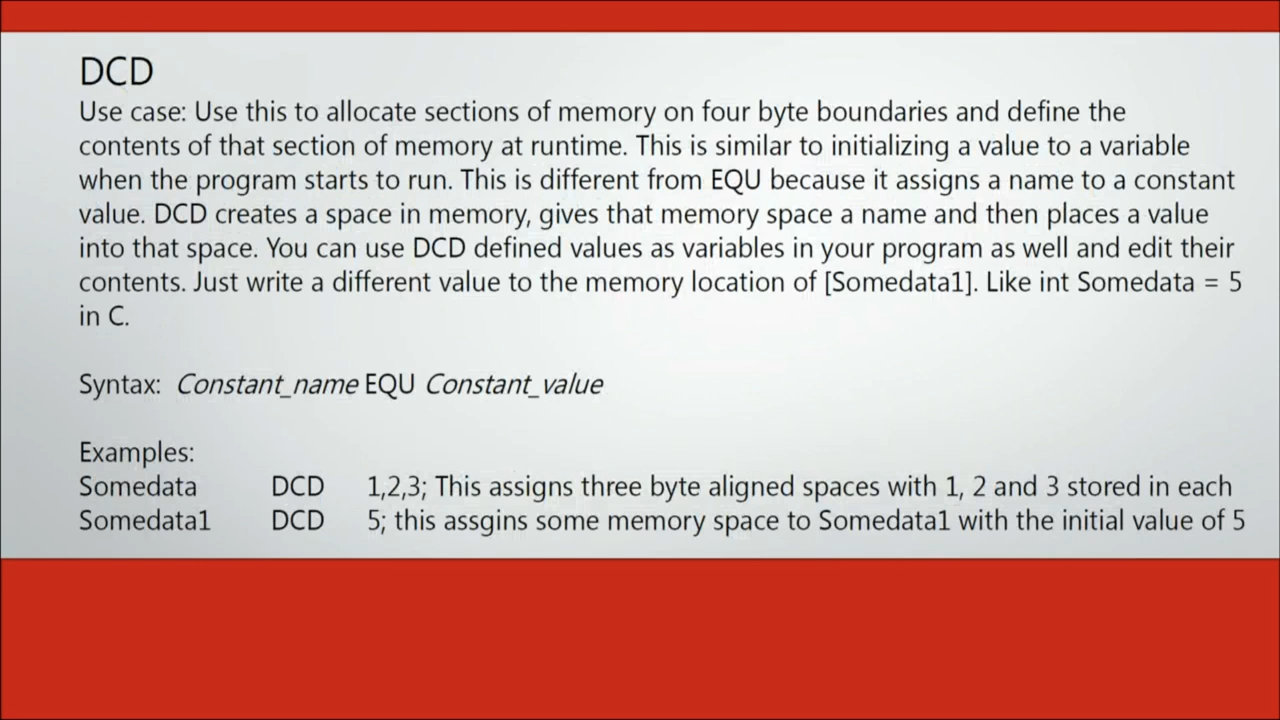 DCD
Use case: Use this to allocate sections of memory on four byte boundaries and define the
contents of that section of memory at runtime. This is similar to initializing a value to a variable
when the program starts to run. This is different from EQU because it assigns a name to a constant
value. DCD creates a space in memory, gives that memory space a name and then places a value
into that space. You can use DCD defined values as variables in your program as well and edit their
contents. Just write a different value to the memory location of [Somedata1]. Like int Somedata = 5
in C.
Syntax: Constant_name EQU Constant_value
Examples:
Somedata DCD 1,2,3; This assigns three byte aligned spaces with 1, 2 and 3 stored in each
Somedata1 DCD 5; this assgins some memory space to Somedata1 with the initial value of 5